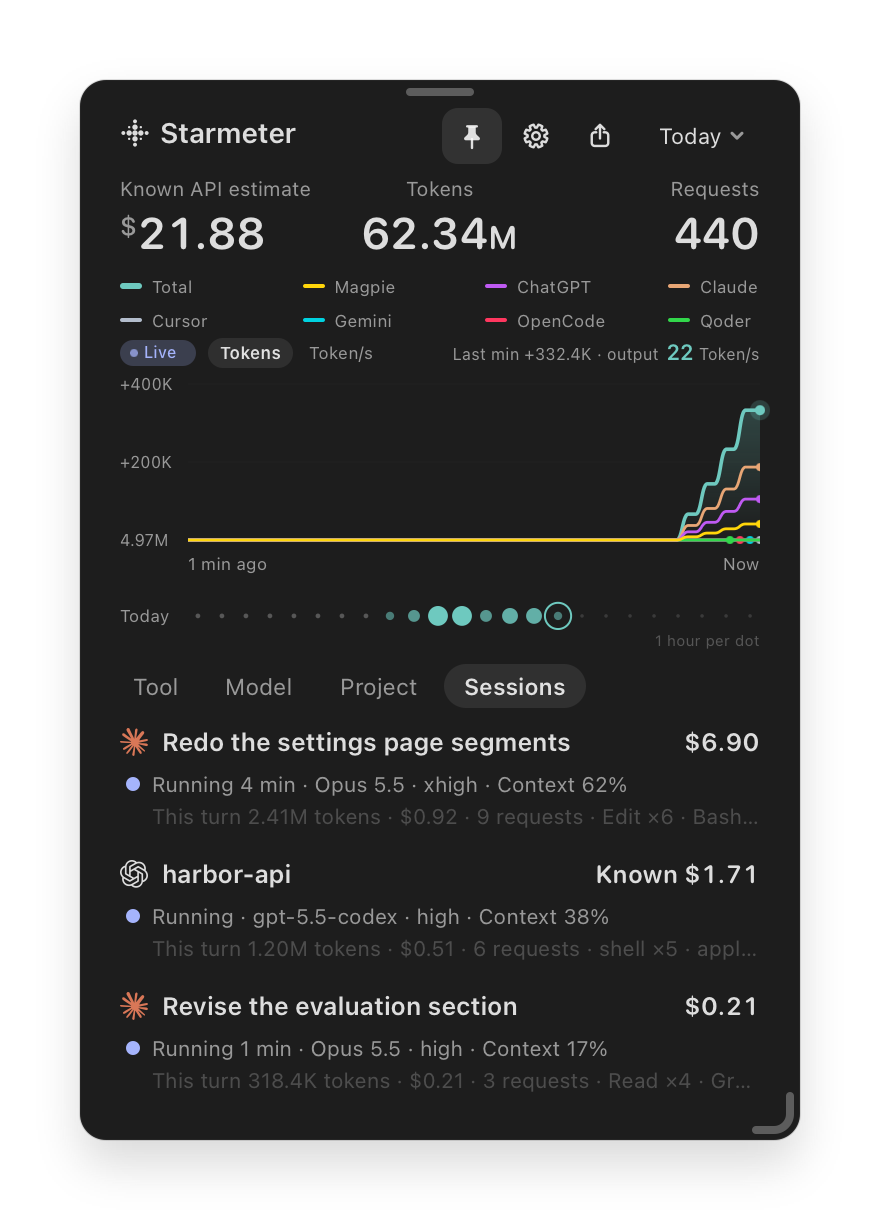 Starmeter
Today
Known API estimate Tokens Requests
$21.88 62.34M 440
Total Magpie ChatGPT Claude
Cursor Gemini OpenCode Qoder
Live Tokens Token/s Last min +332.4K · output 22 Token/s
+400K
+200K
4.97M
1 min ago Now
Today
1 hour per dot
Tool Model Project Sessions
Redo the settings page segments $6.90
Running 4 min · Opus 5.5 · xhigh · Context 62%
This turn 2.41M tokens · $0.92 · 9 requests · Edit ×6 · Bash...
harbor-api Known $1.71
Running · gpt-5.5-codex · high · Context 38%
This turn 1.20M tokens · $0.51 · 6 requests · shell ×5 · appl...
Revise the evaluation section $0.21
Running 1 min · Opus 5.5 · high · Context 17%
This turn 318.4K tokens · $0.21 · 3 requests · Read ×4 · Gr...